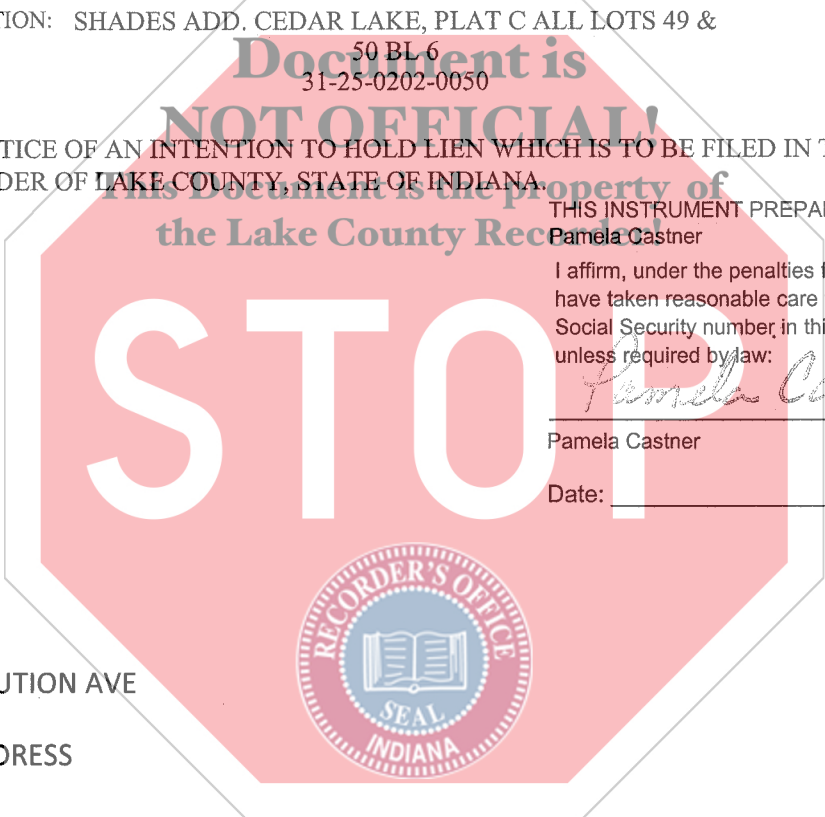 TION: SHADES ADD. CEDAR LAKE, PLAT C ALL LOTS 49 &
50 BL 6
31-25-0202-0050
Document is
NOT OFFICIAL!
TICE OF AN INTENTION TO HOLD LIEN WHICH IS TO BE FILED IN T
DER OF LAKE COUNTY, STATE OF INDIANA.
This Document is the property of
the Lake County Recorder!
THIS INSTRUMENT PREPAR
Pamela Castner
I affirm, under the penalties f
have taken reasonable care
Social Security number in thi
unless required by law:
Pamela Ca
Pamela Castner
Date:
STOP
RECORDER'S OFFICE
SEAL
INDIANA
UTION AVE
DRESS